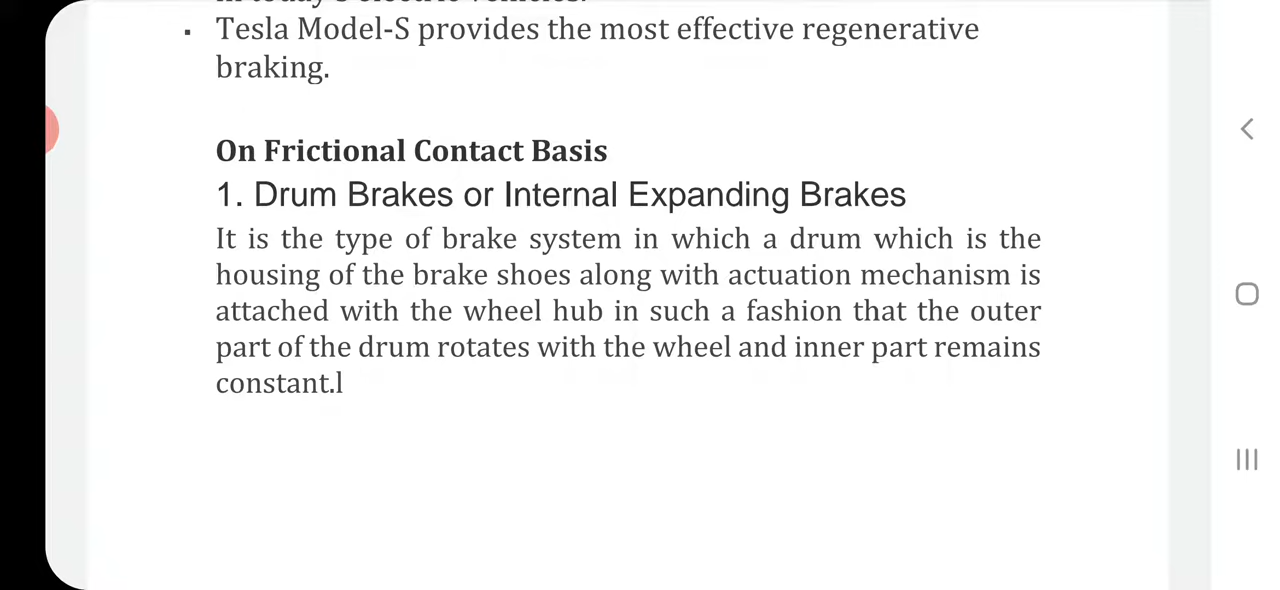 ▪ Tesla Model-S provides the most effective regenerative
braking.
On Frictional Contact Basis
1. Drum Brakes or Internal Expanding Brakes
It is the type of brake system in which a drum which is the
housing of the brake shoes along with actuation mechanism is
attached with the wheel hub in such a fashion that the outer
part of the drum rotates with the wheel and inner part remains
constant.l